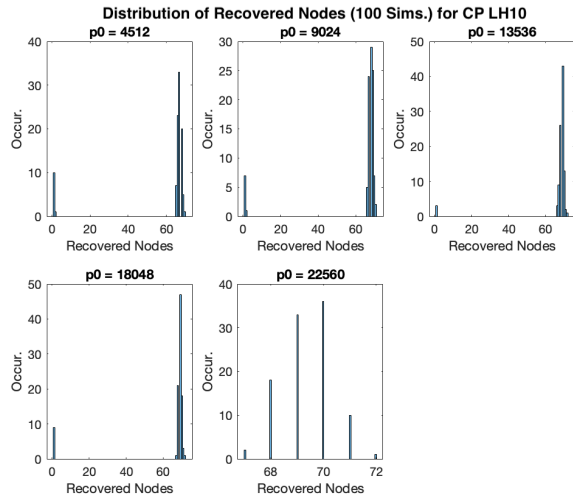 Distribution of Recovered Nodes (100 Sims.) for CP LH10
p0 = 4512
40
30
20
10
0
Occur.
0 20 40 60
Recovered Nodes
p0 = 9024
30
25
20
15
10
5
0
Occur.
0 20 40 60
Recovered Nodes
p0 = 13536
50
40
30
20
10
0
Occur.
0 20 40 60
Recovered Nodes
p0 = 18048
50
40
30
20
10
0
Occur.
0 20 40 60
Recovered Nodes
p0 = 22560
40
30
20
10
0
Occur.
68 70 72
Recovered Nodes